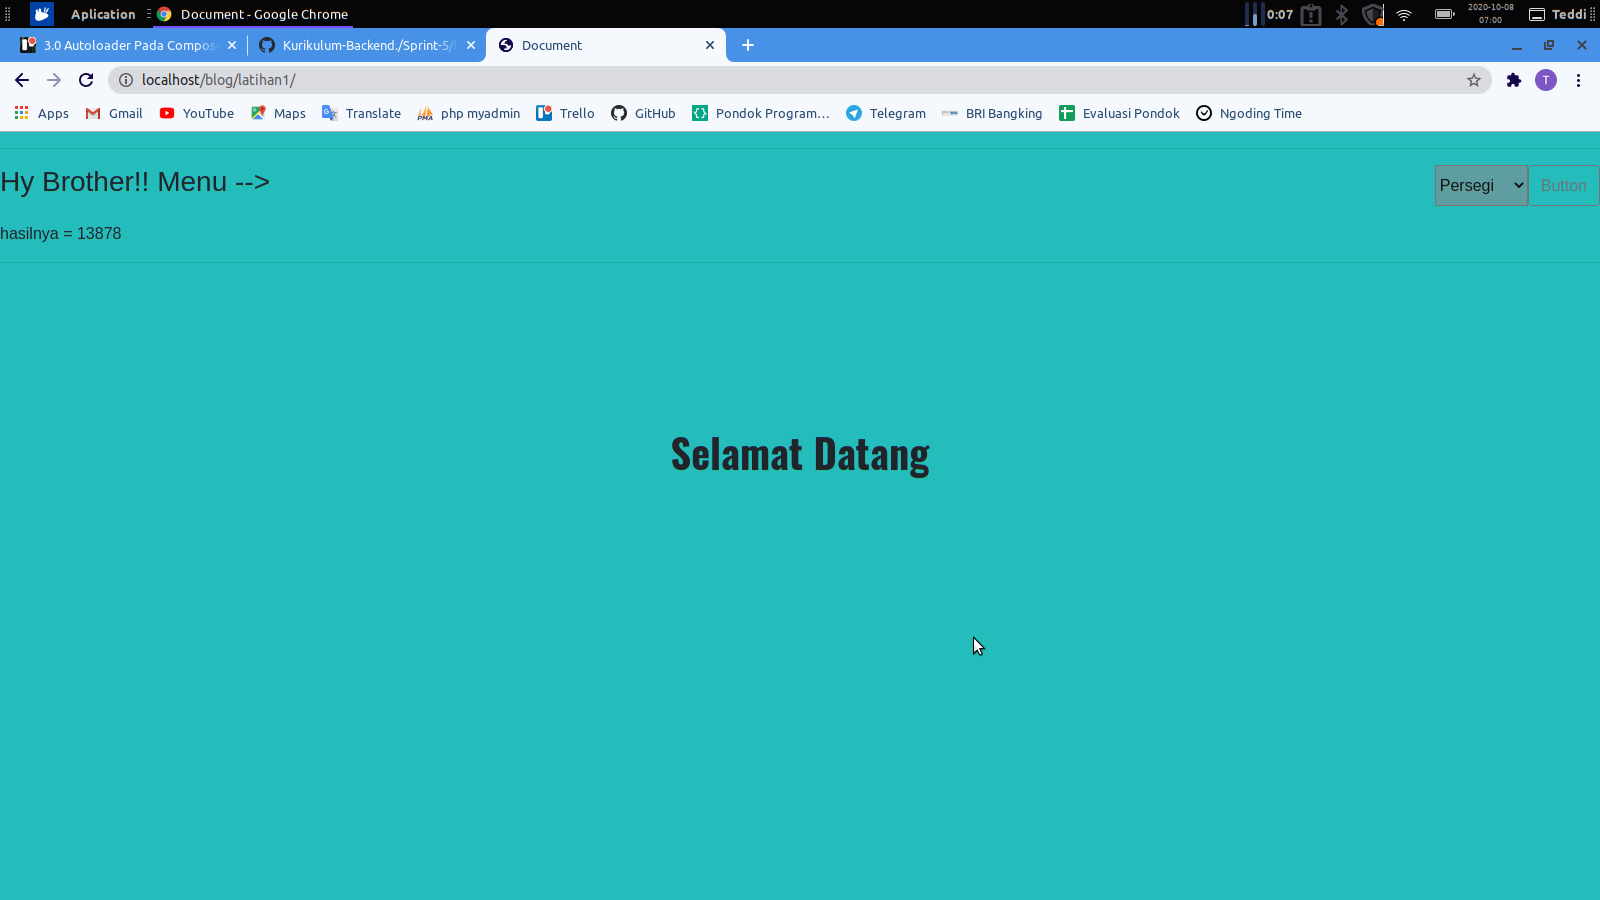 Aplication Document - Google Chrome 0:07 2020-10-08 07:00 Teddi
3.0 Autoloader Pada Compos Kurikulum-Backend./Sprint-5/ Document
localhost/blog/latihan1/ T
Apps Gmail YouTube Maps Translate php myadmin Trello GitHub Pondok Program... Telegram BRI Bangking Evaluasi Pondok Ngoding Time
Hy Brother!! Menu --> Persegi Button
hasilnya = 13878
Selamat Datang